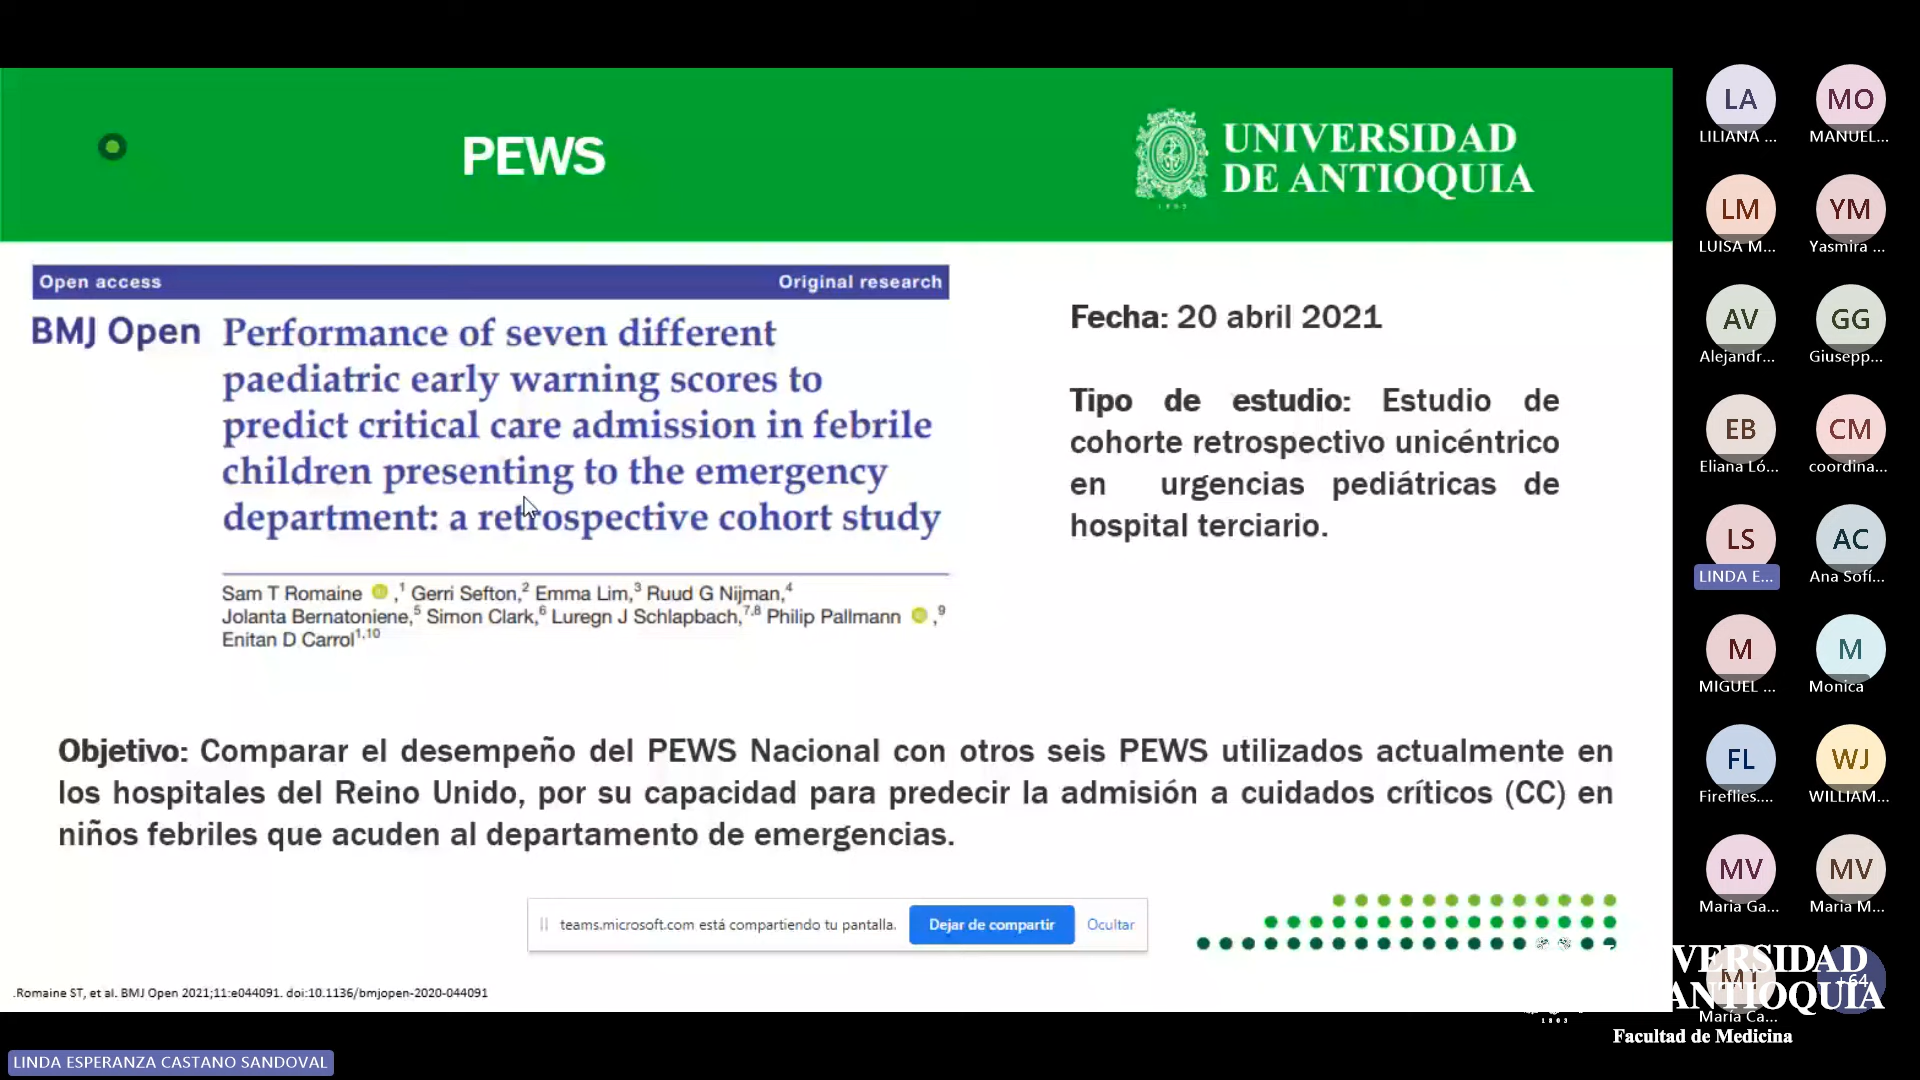 PEWS
UNIVERSIDAD
DE ANTIOQUIA
1803
Open access
Original research
BMJ Open
Performance of seven different
paediatric early warning scores to
predict critical care admission in febrile
children presenting to the emergency
department: a retrospective cohort study
Sam T Romaine ,1 Gerri Sefton,2 Emma Lim,3 Ruud G Nijman,4
Jolanta Bernatoniene,5 Simon Clark,6 Luregn J Schlapbach,7,8 Philip Pallmann ,9
Enitan D Carrol1,10
Fecha: 20 abril 2021
Tipo de estudio: Estudio de
cohorte retrospectivo unicéntrico
en urgencias pediátricas de
hospital terciario.
Objetivo: Comparar el desempeño del PEWS Nacional con otros seis PEWS utilizados actualmente en
los hospitales del Reino Unido, por su capacidad para predecir la admisión a cuidados críticos (CC) en
niños febriles que acuden al departamento de emergencias.
teams.microsoft.com está compartiendo tu pantalla.
Dejar de compartir
Ocultar
.Romaine ST, et al. BMJ Open 2021;11:e044091. doi:10.1136/bmjopen-2020-044091
LINDA ESPERANZA CASTANO SANDOVAL
LA
LILIANA ...
MO
MANUEL...
LM
LUISA M...
YM
Yasmira ...
AV
Alejandr...
GG
Giusepp...
EB
Eliana Ló...
CM
coordina...
LS
LINDA E...
AC
Ana Sofí...
M
MIGUEL ...
M
Monica
FL
Fireflies....
WJ
WILLIAM...
MV
Maria Ga...
MV
Maria M...
+64
María Ca...
VERSIDAD
ANTIOQUIA
1803
Facultad de Medicina